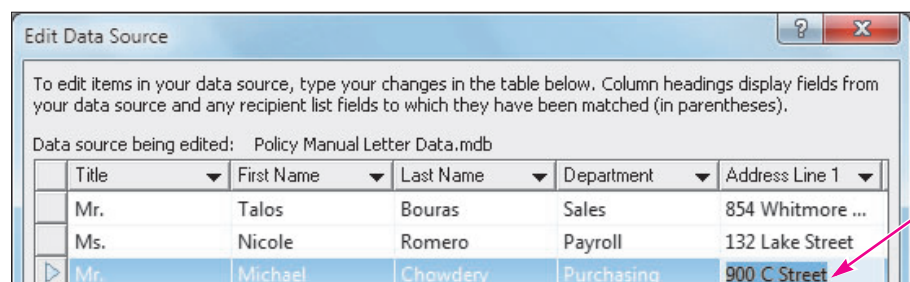 Edit Data Source
To edit items in your data source, type your changes in the table below. Column headings display fields from
your data source and any recipient list fields to which they have been matched (in parentheses).
Data source being edited: Policy Manual Letter Data.mdb
Title First Name Last Name Department Address Line 1
Mr. Talos Bouras Sales 854 Whitmore ...
Ms. Nicole Romero Payroll 132 Lake Street
Mr. Michael Chowdery Purchasing 900 C Street